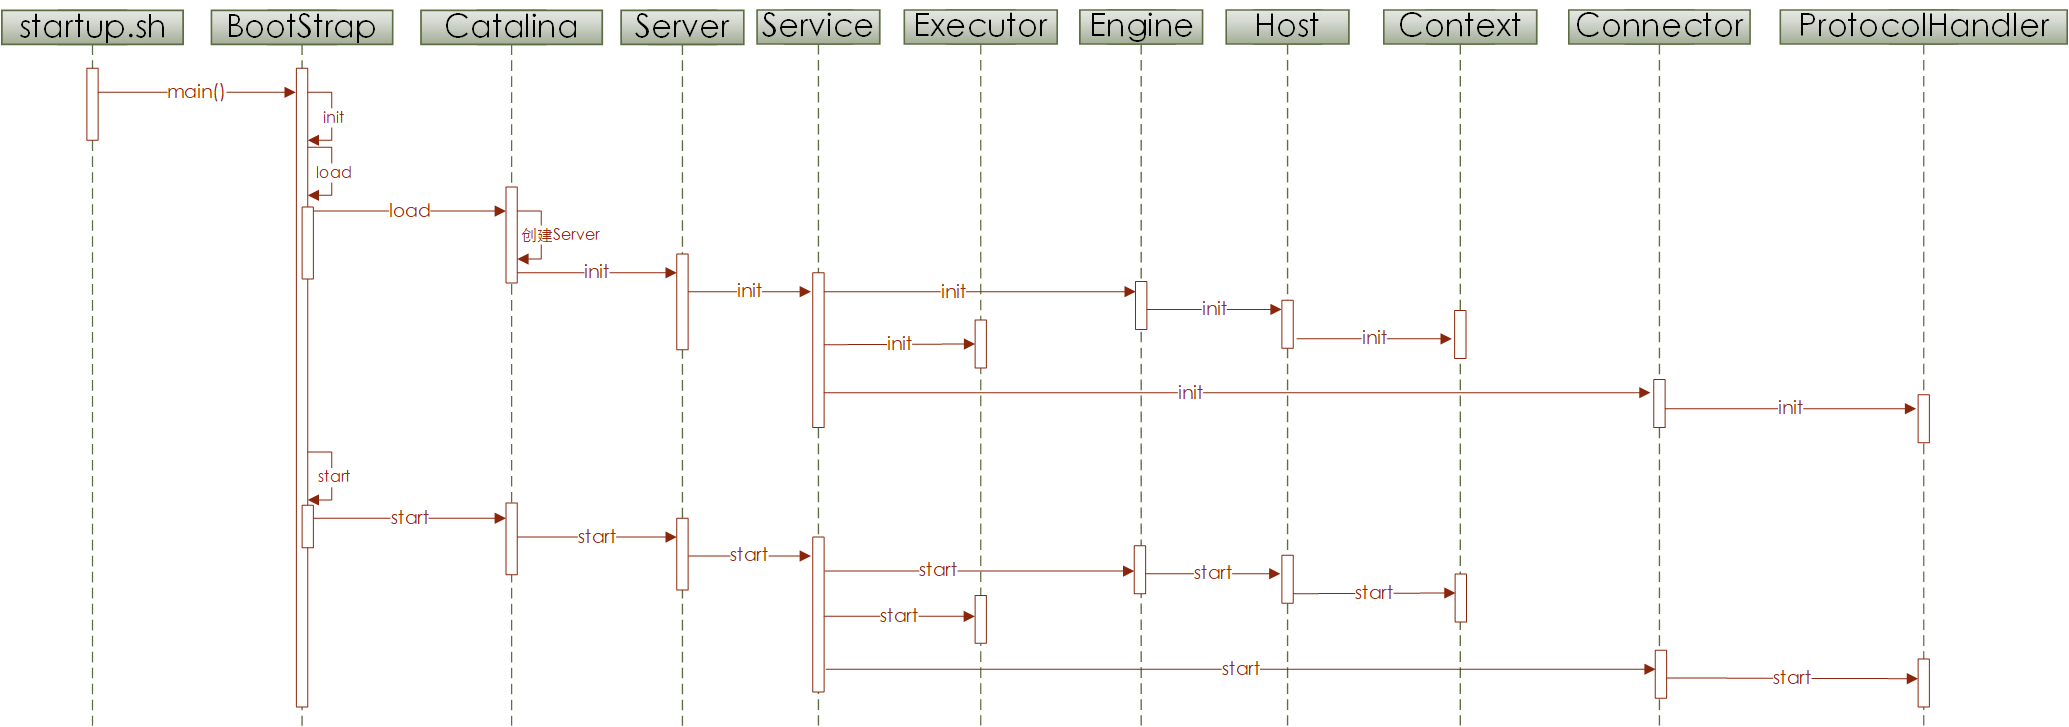 startup.sh
BootStrap
Catalina
Server
Service
Executor
Engine
Host
Context
Connector
ProtocolHandler
main()
init
load
load
创建Server
init
init
init
init
init
init
init
init
start
start
start
start
start
start
start
start
start
start